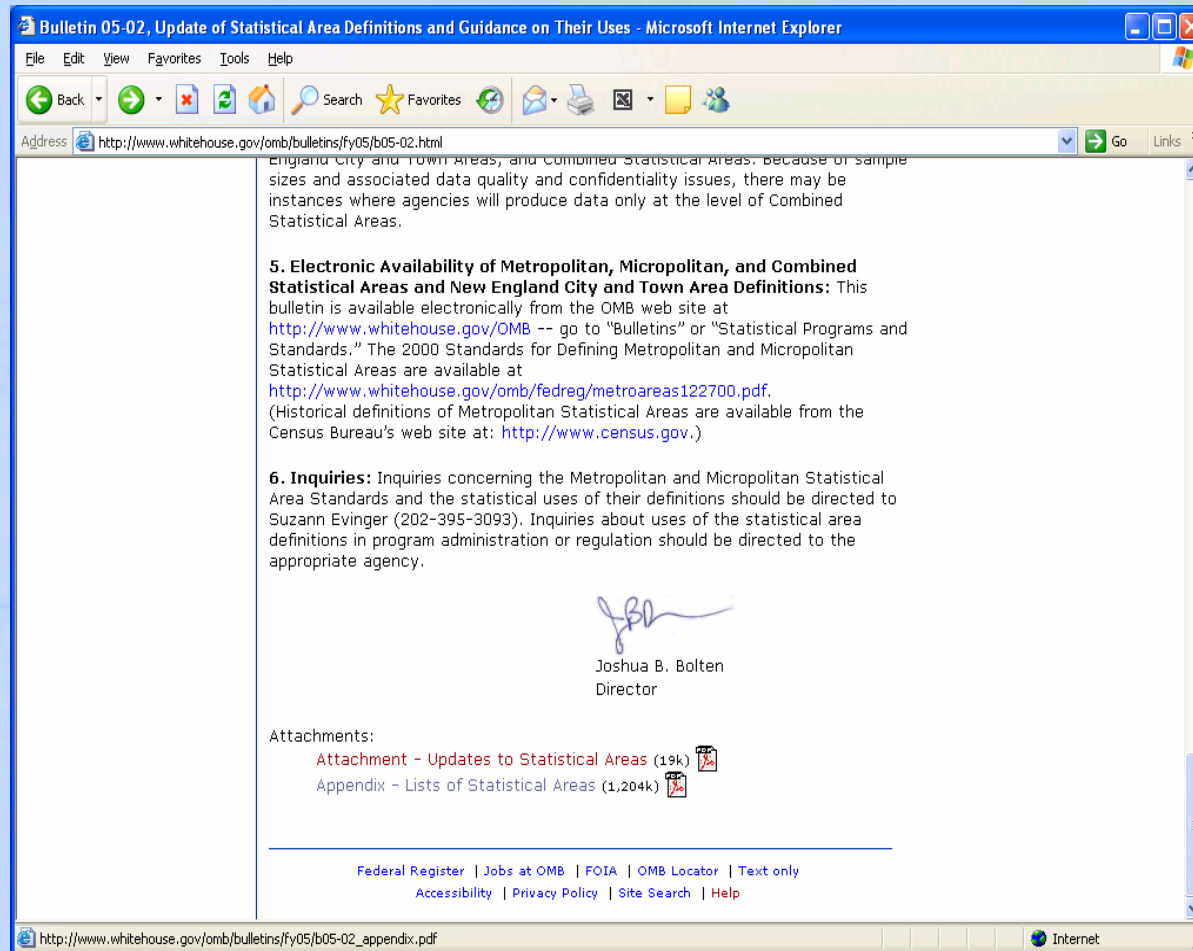 Bulletin 05-02, Update of Statistical Area Definitions and Guidance on Their Uses - Microsoft Internet Explorer
File Edit View Favorites Tools Help
Back Search Favorites
Address http://www.whitehouse.gov/omb/bulletins/fy05/b05-02.html Go Links
England City and Town Areas, and Combined Statistical Areas. Because of sample
sizes and associated data quality and confidentiality issues, there may be
instances where agencies will produce data only at the level of Combined
Statistical Areas.
5. Electronic Availability of Metropolitan, Micropolitan, and Combined
Statistical Areas and New England City and Town Area Definitions: This
bulletin is available electronically from the OMB web site at
http://www.whitehouse.gov/OMB -- go to “Bulletins” or “Statistical Programs and
Standards.” The 2000 Standards for Defining Metropolitan and Micropolitan
Statistical Areas are available at
http://www.whitehouse.gov/omb/fedreg/metroareas122700.pdf.
(Historical definitions of Metropolitan Statistical Areas are available from the
Census Bureau’s web site at: http://www.census.gov.)
6. Inquiries: Inquiries concerning the Metropolitan and Micropolitan Statistical
Area Standards and the statistical uses of their definitions should be directed to
Suzann Evinger (202-395-3093). Inquiries about uses of the statistical area
definitions in program administration or regulation should be directed to the
appropriate agency.
Joshua B. Bolten
Director
Attachments:
Attachment - Updates to Statistical Areas (19k)
Appendix - Lists of Statistical Areas (1,204k)
Federal Register | Jobs at OMB | FOIA | OMB Locator | Text only
Accessibility | Privacy Policy | Site Search | Help
http://www.whitehouse.gov/omb/bulletins/fy05/b05-02_appendix.pdf Internet